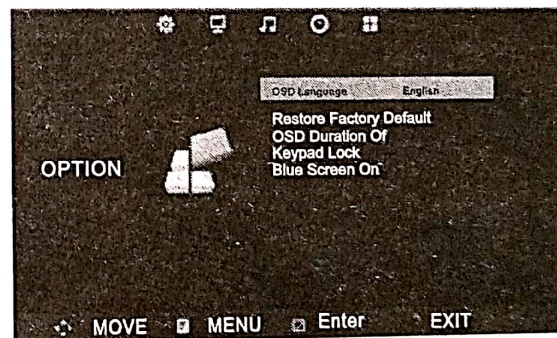 OSD Language English
Restore Factory Default
OSD Duration Of
Keypad Lock
Blue Screen On
OPTION
MOVE MENU Enter EXIT